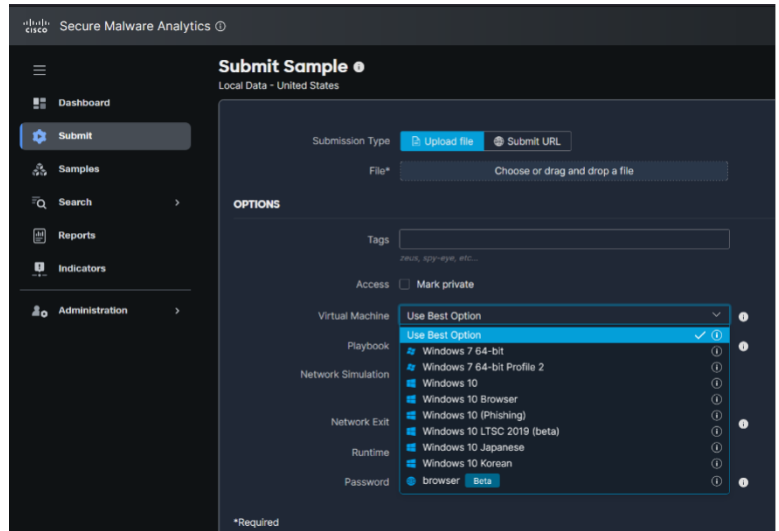 CISCO Secure Malware Analytics
Submit Sample
Local Data - United States
Dashboard
Submit
Samples
Search
Reports
Indicators
Administration
Submission Type Upload file Submit URL
File* Choose or drag and drop a file
OPTIONS
Tags
zeus, spy-eye, etc...
Access Mark private
Virtual Machine Use Best Option
Use Best Option
Playbook
Windows 7 64-bit
Windows 7 64-bit Profile 2
Network Simulation
Windows 10
Windows 10 Browser
Windows 10 (Phishing)
Network Exit
Windows 10 LTSC 2019 (beta)
Windows 10 Japanese
Runtime
Windows 10 Korean
Password browser Beta
*Required